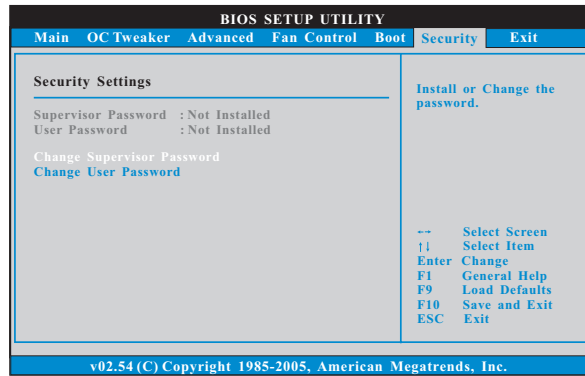 BIOS SETUP UTILITY
Main OC Tweaker Advanced Fan Control Boot Security Exit
Security Settings
Supervisor Password : Not Installed
User Password : Not Installed
Change Supervisor Password
Change User Password
Install or Change the
password.
←→ Select Screen
↑↓ Select Item
Enter Change
F1 General Help
F9 Load Defaults
F10 Save and Exit
ESC Exit
v02.54 (C) Copyright 1985-2005, American Megatrends, Inc.